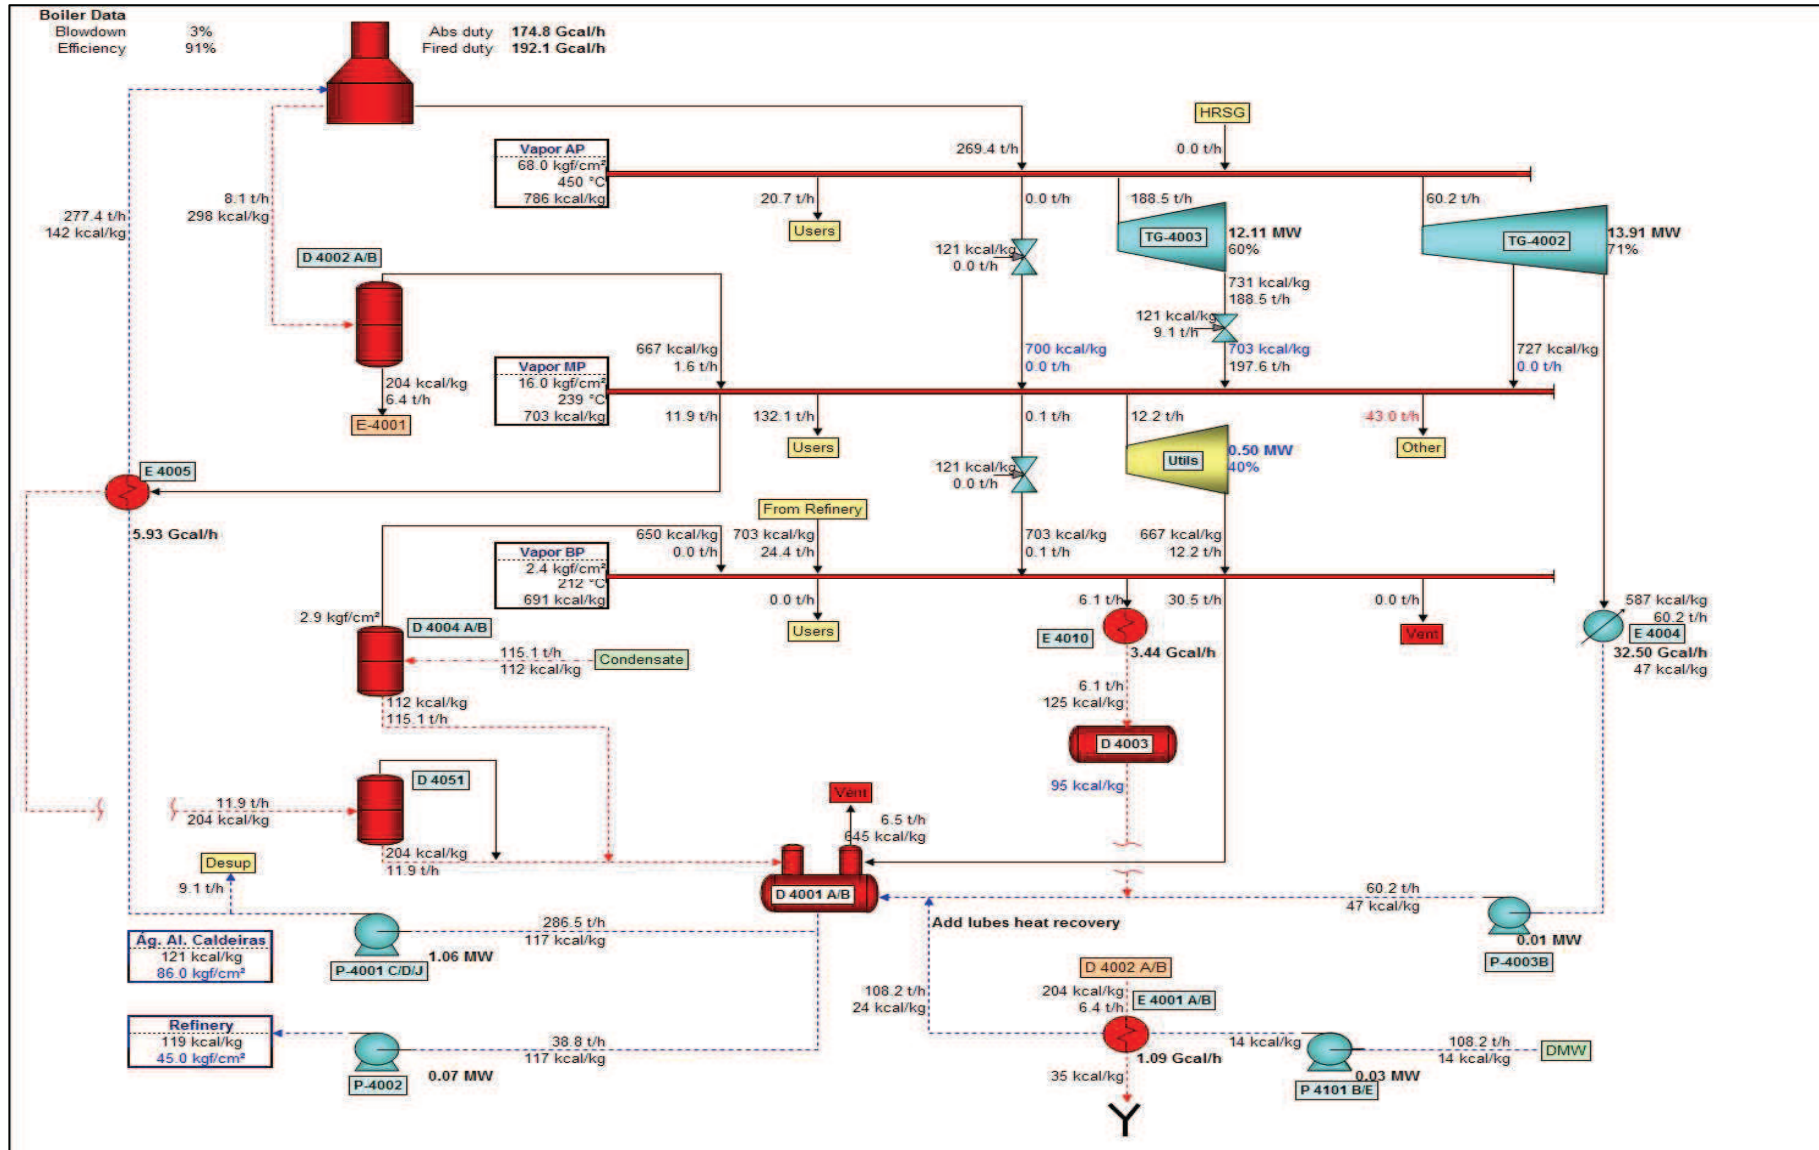 Boiler Data
Blowdown 3% Abs duty 174.8 Gcal/h
Efficiency 91% Fired duty 192.1 Gcal/h
HRSG
Vapor AP
68.0 kgf/cm²
450 °C
786 kcal/kg
269.4 t/h
0.0 t/h
277.4 t/h
142 kcal/kg
8.1 t/h
298 kcal/kg
20.7 t/h
Users
0.0 t/h
188.5 t/h
60.2 t/h
TG-4003
12.11 MW
60%
TG-4002
13.91 MW
71%
121 kcal/kg
0.0 t/h
D 4002 A/B
731 kcal/kg
188.5 t/h
121 kcal/kg
9.1 t/h
667 kcal/kg
1.6 t/h
700 kcal/kg
0.0 t/h
703 kcal/kg
197.6 t/h
727 kcal/kg
0.0 t/h
Vapor MP
16.0 kgf/cm²
239 °C
703 kcal/kg
204 kcal/kg
6.4 t/h
E-4001
11.9 t/h
132.1 t/h
Users
0.1 t/h
12.2 t/h
-43.0 t/h
Other
Utils
0.50 MW
40%
121 kcal/kg
0.0 t/h
E 4005
5.93 Gcal/h
From Refinery
650 kcal/kg
0.0 t/h
703 kcal/kg
24.4 t/h
703 kcal/kg
0.1 t/h
667 kcal/kg
12.2 t/h
Vapor BP
2.4 kgf/cm²
212 °C
691 kcal/kg
0.0 t/h
Users
6.1 t/h
30.5 t/h
0.0 t/h
Vent
587 kcal/kg
60.2 t/h
E 4004
32.50 Gcal/h
47 kcal/kg
2.9 kgf/cm²
D 4004 A/B
E 4010
3.44 Gcal/h
115.1 t/h
112 kcal/kg
Condensate
112 kcal/kg
115.1 t/h
6.1 t/h
125 kcal/kg
D 4003
95 kcal/kg
D 4051
11.9 t/h
204 kcal/kg
Vent
6.5 t/h
645 kcal/kg
204 kcal/kg
11.9 t/h
Desup
9.1 t/h
D 4001 A/B
60.2 t/h
47 kcal/kg
Add lubes heat recovery
0.01 MW
P-4003B
286.5 t/h
117 kcal/kg
1.06 MW
P-4001 C/D/J
Ág. Al. Caldeiras
121 kcal/kg
86.0 kgf/cm²
D 4002 A/B
204 kcal/kg
6.4 t/h
E 4001 A/B
108.2 t/h
24 kcal/kg
14 kcal/kg
108.2 t/h
14 kcal/kg
DMW
1.09 Gcal/h
35 kcal/kg
0.03 MW
P 4101 B/E
Refinery
119 kcal/kg
45.0 kgf/cm²
38.8 t/h
117 kcal/kg
P-4002
0.07 MW